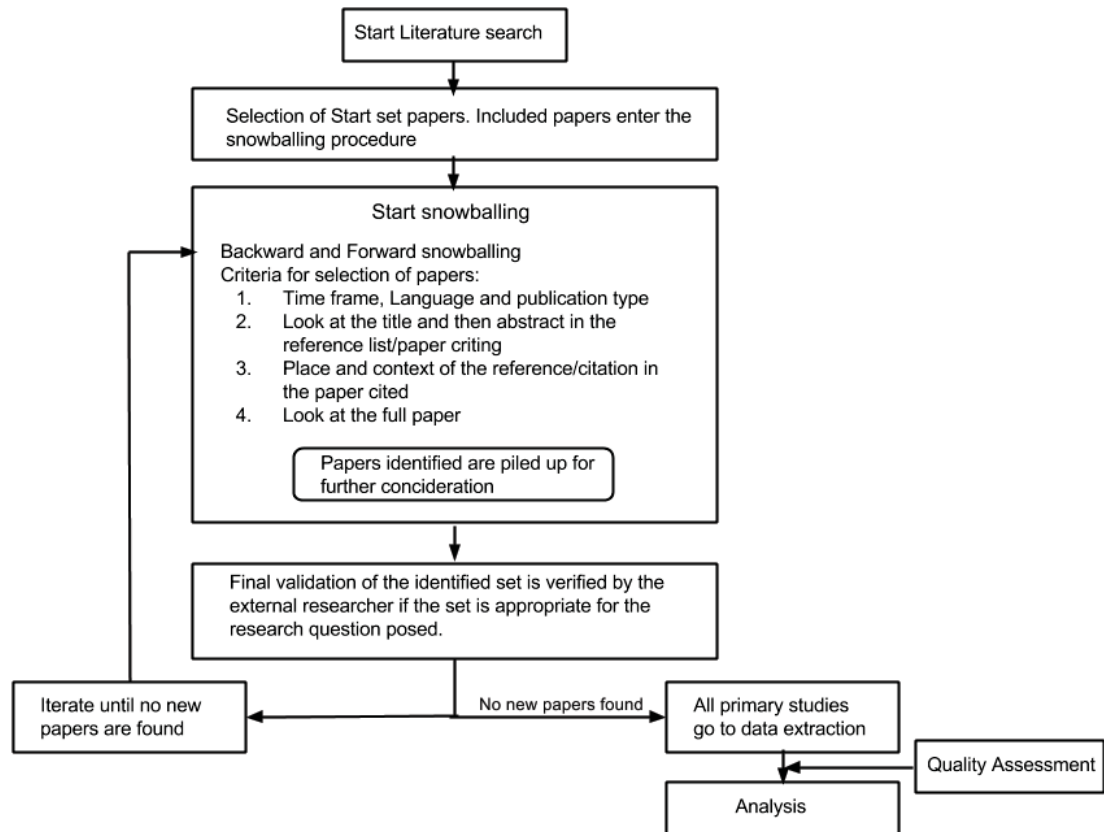 Start Literature search
Selection of Start set papers. Included papers enter the
snowballing procedure
Start snowballing
Backward and Forward snowballing
Criteria for selection of papers:
1. Time frame, Language and publication type
2. Look at the title and then abstract in the
reference list/paper criting
3. Place and context of the reference/citation in
the paper cited
4. Look at the full paper
Papers identified are piled up for
further concideration
Final validation of the identified set is verified by the
external researcher if the set is appropriate for the
research question posed.
Iterate until no new
papers are found
No new papers found
All primary studies
go to data extraction
Quality Assessment
Analysis